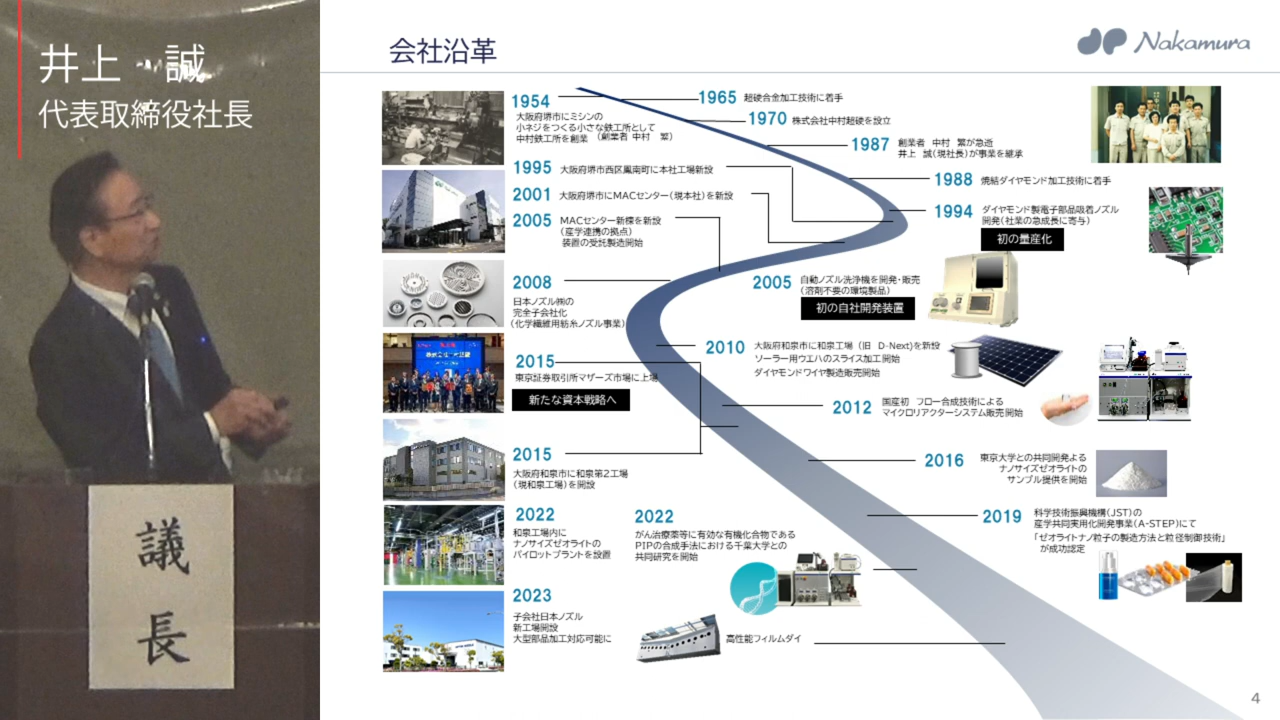 井上 誠
代表取締役社長
議
長
会社沿革
Nakamura
1954
大阪府堺市にミシンの
小ネジをつくる小さな鉄工所として
中村鉄工所を創業 (創業者 中村 繁)
1965 超硬合金加工技術に着手
1970 株式会社中村超硬を設立
1987 創業者 中村 繁が急逝
井上 誠(現社長)が事業を継承
1988 焼結ダイヤモンド加工技術に着手
1994 ダイヤモンド製電子部品吸着ノズル
開発(社業の急成長に寄与)
初の量産化
1995 大阪府堺市西区鳳南町に本社工場新設
2001 大阪府堺市にMACセンター(現本社)を新設
2005 MACセンター新棟を新設
(産学連携の拠点)
装置の受託製造開始
2005 自動ノズル洗浄機を開発・販売
(溶剤不要の環境製品)
初の自社開発装置
2008
日本ノズル㈱の
完全子会社化
(化学繊維用紡糸ノズル事業)
2010 大阪府和泉市に和泉工場(旧 D-Next)を新設
ソーラー用ウエハのスライス加工開始
ダイヤモンドワイヤ製造販売開始
2015
東京証券取引所マザーズ市場に上場
新たな資本戦略へ
2012 国産初 フロー合成技術による
マイクロリアクターシステム販売開始
2015
大阪府和泉市に和泉第2工場
(現和泉工場)を開設
2016 東京大学との共同開発よる
ナノサイズゼオライトの
サンプル提供を開始
2019 科学技術振興機構(JST)の
産学共同実用化開発事業(A-STEP)にて
「ゼオライトナノ粒子の製造方法と粒径制御技術」
が成功認定
2022
和泉工場内に
ナノサイズゼオライトの
パイロットプラントを設置
2022
がん治療薬等に有効な有機化合物である
PIPの合成手法における千葉大学との
共同研究を開始
2023
子会社日本ノズル
新工場開設
大型部品加工対応可能に
高性能フィルムダイ
4